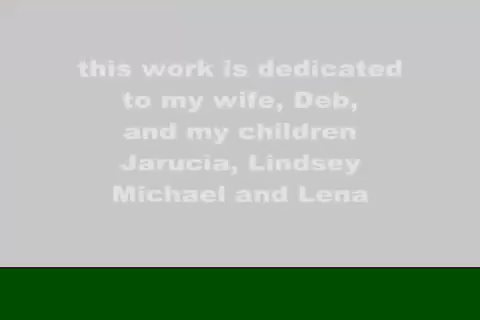 this work is dedicated
to my wife, Deb,
and my children
Jarucia, Lindsey
Michael and Lena